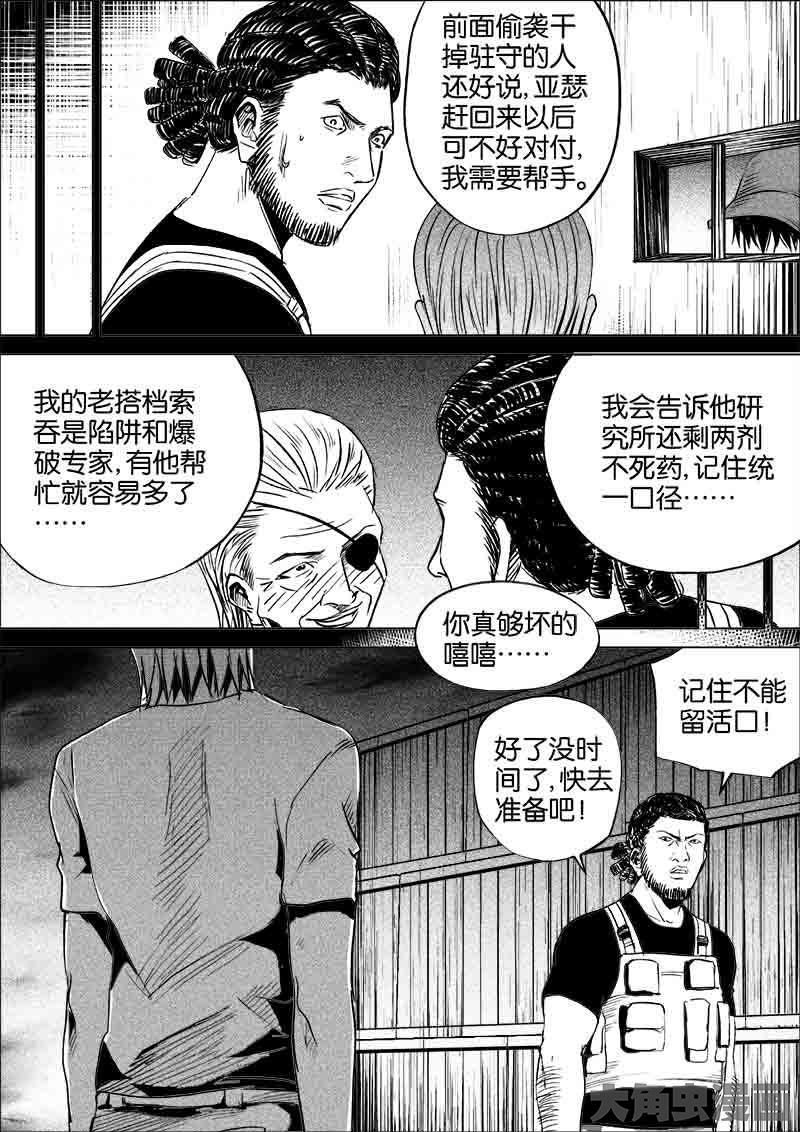 前面偷袭干
掉驻守的人
还好说,亚瑟
赶回来以后
可不好对付,
我需要帮手。
我的老搭档索
吞是陷阱和爆
破专家,有他帮
忙就容易多了
……
我会告诉他研
究所还剩两剂
不死药,记住统
一口径……
你真够坏的
嘻嘻……
好了没时
间了,快去
准备吧!
记住不能
留活口!
大角虫漫画